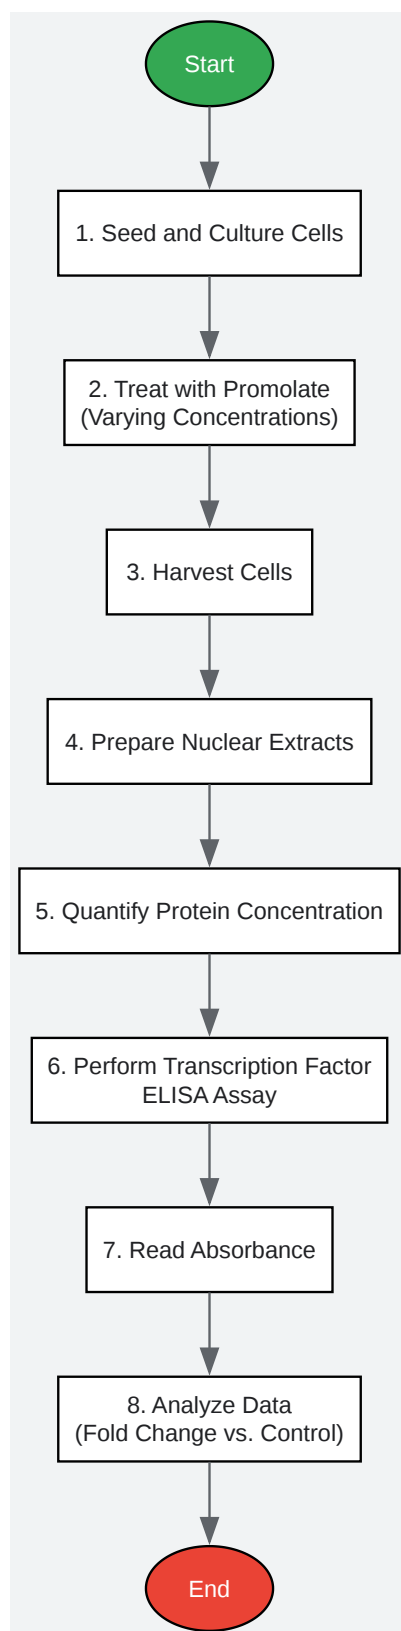 Start
1. Seed and Culture Cells
2. Treat with Promolate
(Varying Concentrations)
3. Harvest Cells
4. Prepare Nuclear Extracts
5. Quantify Protein Concentration
6. Perform Transcription Factor
ELISA Assay
7. Read Absorbance
8. Analyze Data
(Fold Change vs. Control)
End